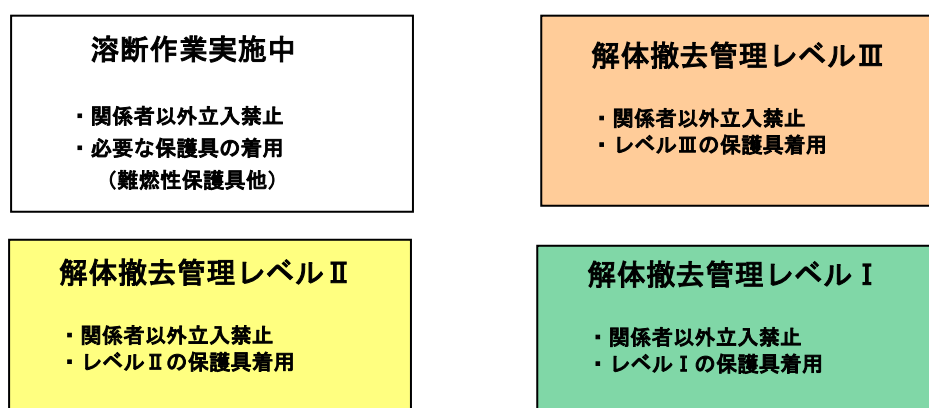 溶断作業実施中
・関係者以外立入禁止
・必要な保護具の着用
（難燃性保護具他）
解体撤去管理レベルⅢ
・関係者以外立入禁止
・レベルⅢの保護具着用
解体撤去管理レベルⅡ
・関係者以外立入禁止
・レベルⅡの保護具着用
解体撤去管理レベルⅠ
・関係者以外立入禁止
・レベルⅠの保護具着用